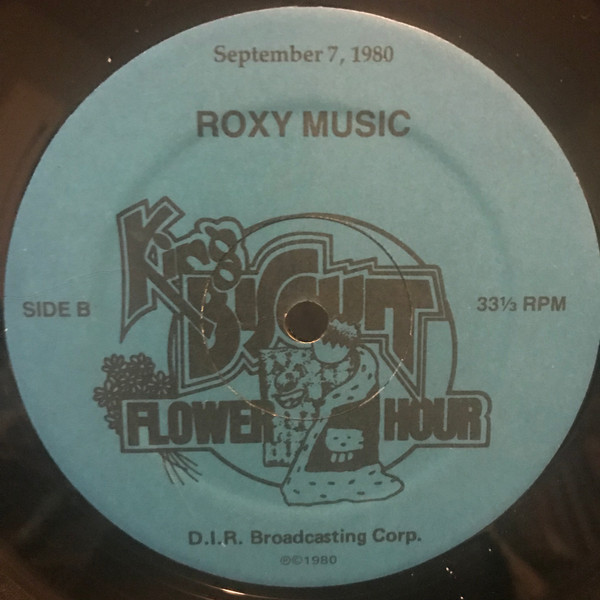 September 7, 1980
ROXY MUSIC
King
BISCUIT
SIDE B
33⅓ RPM
FLOWER HOUR
D.I.R. Broadcasting Corp.
℗©1980